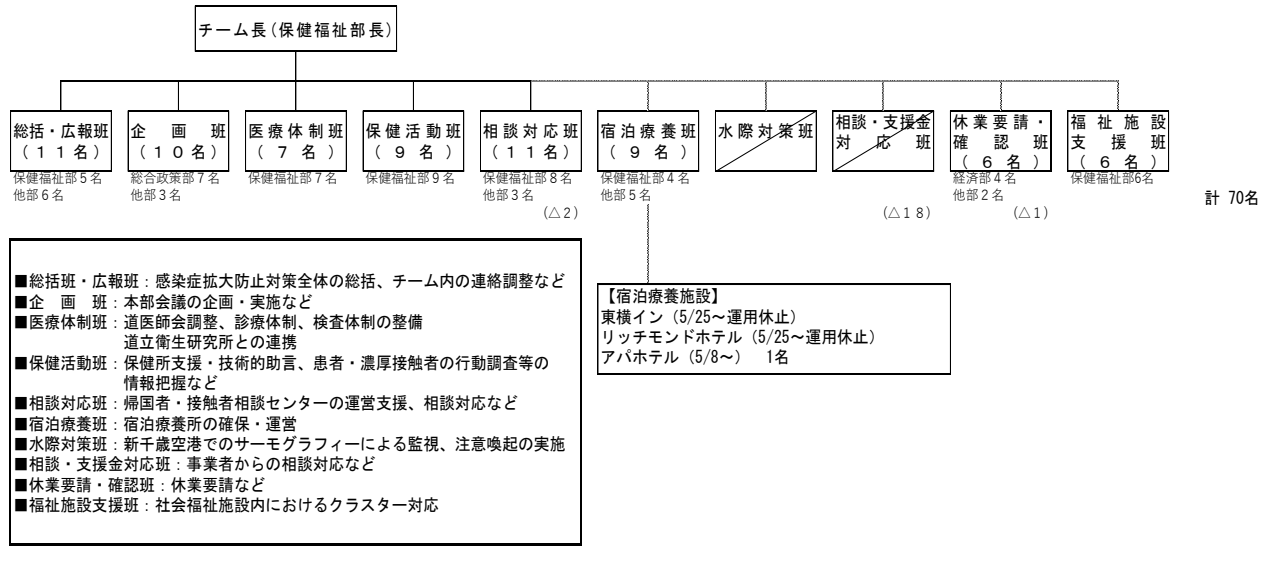 チーム長(保健福祉部長)
総括・広報班
(11名)
保健福祉部5名
他部6名
企画班
(10名)
総合政策部7名
他部3名
医療体制班
(7名)
保健福祉部7名
保健活動班
(9名)
保健福祉部9名
相談対応班
(11名)
保健福祉部8名
他部3名
(△2)
宿泊療養班
(9名)
保健福祉部4名
他部5名
水際対策班
相談・支援金
対応班
(△18)
休業要請・
確認班
(6名)
経済部4名
他部2名
(△1)
福祉施設
支援班
(6名)
保健福祉部6名
計 70名
■総括班・広報班:感染症拡大防止対策全体の総括、チーム内の連絡調整など
■企 画 班:本部会議の企画・実施など
■医療体制班:道医師会調整、診療体制、検査体制の整備
道立衛生研究所との連携
■保健活動班:保健所支援・技術的助言、患者・濃厚接触者の行動調査等の
情報把握など
■相談対応班:帰国者・接触者相談センターの運営支援、相談対応など
■宿泊療養班:宿泊療養所の確保・運営
■水際対策班:新千歳空港でのサーモグラフィーによる監視、注意喚起の実施
■相談・支援金対応班:事業者からの相談対応など
■休業要請・確認班:休業要請など
■福祉施設支援班:社会福祉施設内におけるクラスター対応
【宿泊療養施設】
東横イン(5/25~運用休止)
リッチモンドホテル(5/25~運用休止)
アパホテル(5/8~) 1名